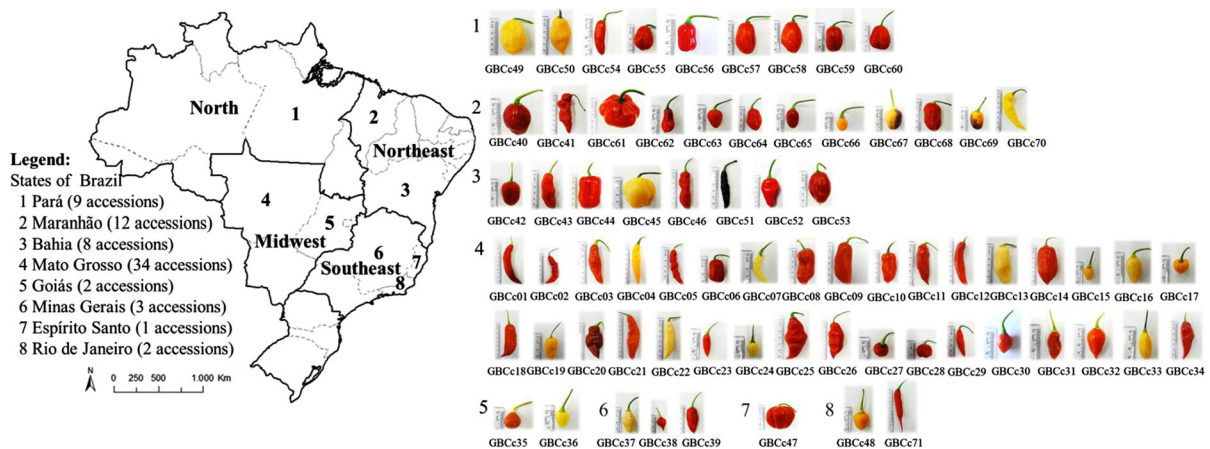 North
1
2
Northeast
3
4
5
Midwest
6
Southeast
7
8
Legend:
States of Brazil
1 Pará (9 accessions)
2 Maranhão (12 accessions)
3 Bahia (8 accessions)
4 Mato Grosso (34 accessions)
5 Goiás (2 accessions)
6 Minas Gerais (3 accessions)
7 Espírito Santo (1 accessions)
8 Rio de Janeiro (2 accessions)
N
0 250 500 1.000 Km
1
GBCc49 GBCc50 GBCc54 GBCc55 GBCc56 GBCc57 GBCc58 GBCc59 GBCc60
2
GBCc40 GBCc41 GBCc61 GBCc62 GBCc63 GBCc64 GBCc65 GBCc66 GBCc67 GBCc68 GBCc69 GBCc70
3
GBCc42 GBCc43 GBCc44 GBCc45 GBCc46 GBCc51 GBCc52 GBCc53
4
GBCc01 GBCc02 GBCc03 GBCc04 GBCc05 GBCc06 GBCc07 GBCc08 GBCc09 GBCc10 GBCc11 GBCc12 GBCc13 GBCc14 GBCc15 GBCc16 GBCc17
GBCc18 GBCc19 GBCc20 GBCc21 GBCc22 GBCc23 GBCc24 GBCc25 GBCc26 GBCc27 GBCc28 GBCc29 GBCc30 GBCc31 GBCc32 GBCc33 GBCc34
5 6 7 8
GBCc35 GBCc36 GBCc37 GBCc38 GBCc39 GBCc47 GBCc48 GBCc71